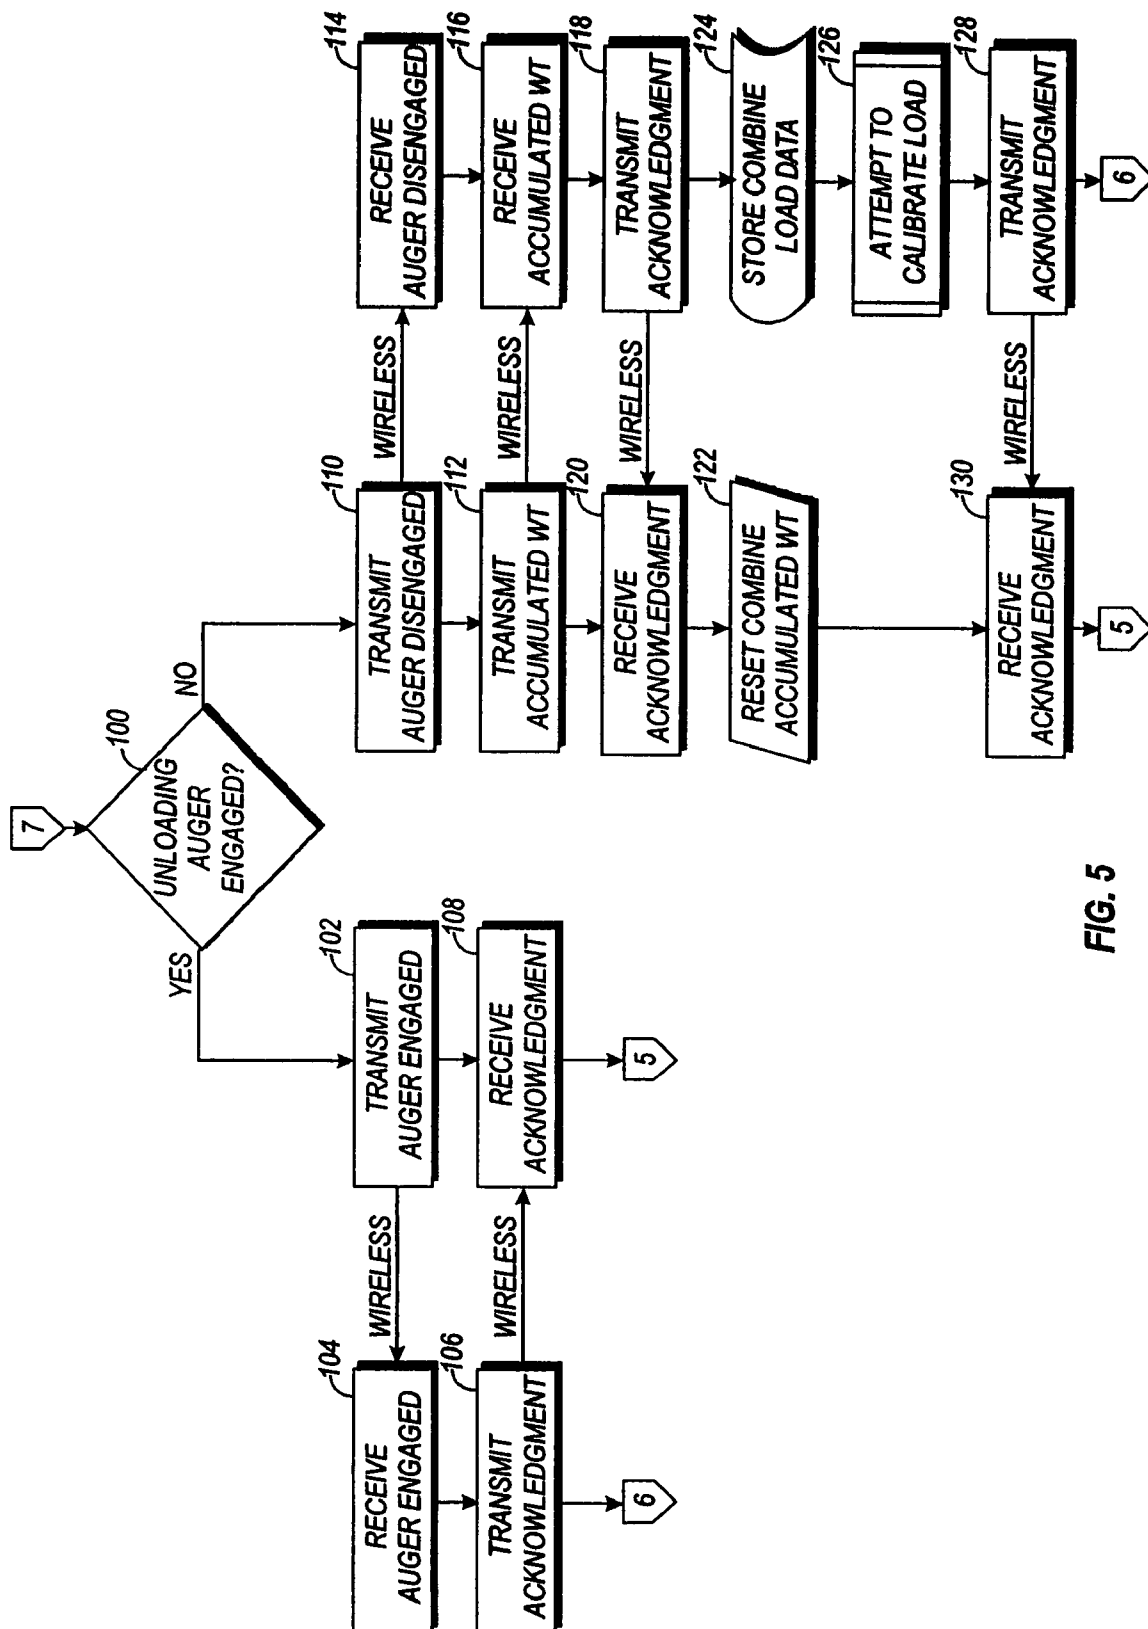 7
100
UNLOADING
AUGER
ENGAGED?
YES
NO
102
TRANSMIT
AUGER ENGAGED
WIRELESS
104
RECEIVE
AUGER ENGAGED
106
TRANSMIT
ACKNOWLEDGMENT
WIRELESS
108
RECEIVE
ACKNOWLEDGMENT
6
5
110
TRANSMIT
AUGER DISENGAGED
WIRELESS
114
RECEIVE
AUGER DISENGAGED
112
TRANSMIT
ACCUMULATED WT
WIRELESS
116
RECEIVE
ACCUMULATED WT
120
RECEIVE
ACKNOWLEDGMENT
WIRELESS
118
TRANSMIT
ACKNOWLEDGMENT
122
RESET COMBINE
ACCUMULATED WT
124
STORE COMBINE
LOAD DATA
126
ATTEMPT TO
CALIBRATE LOAD
130
RECEIVE
ACKNOWLEDGMENT
WIRELESS
128
TRANSMIT
ACKNOWLEDGMENT
5
6
FIG. 5